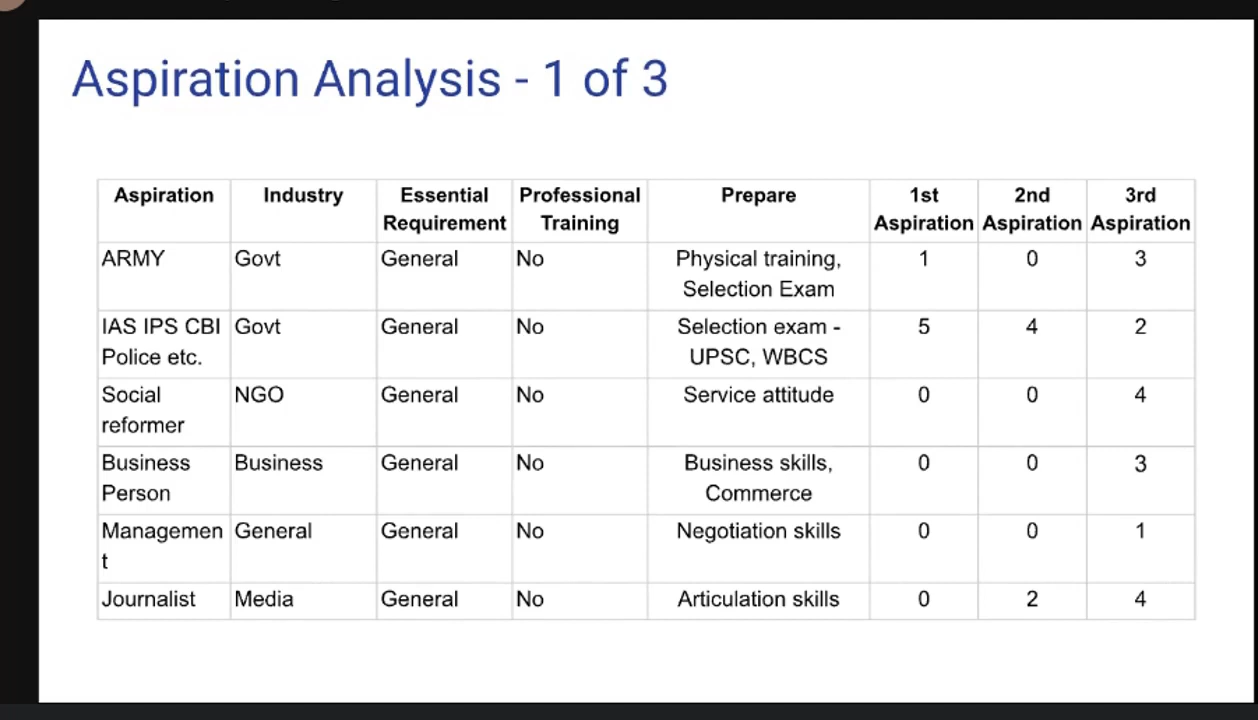 Aspiration Analysis - 1 of 3
Aspiration Industry Essential Requirement Professional Training Prepare 1st Aspiration 2nd Aspiration 3rd Aspiration
ARMY Govt General No Physical training, Selection Exam 1 0 3
IAS IPS CBI Police etc. Govt General No Selection exam - UPSC, WBCS 5 4 2
Social reformer NGO General No Service attitude 0 0 4
Business Person Business General No Business skills, Commerce 0 0 3
Management General General No Negotiation skills 0 0 1
Journalist Media General No Articulation skills 0 2 4